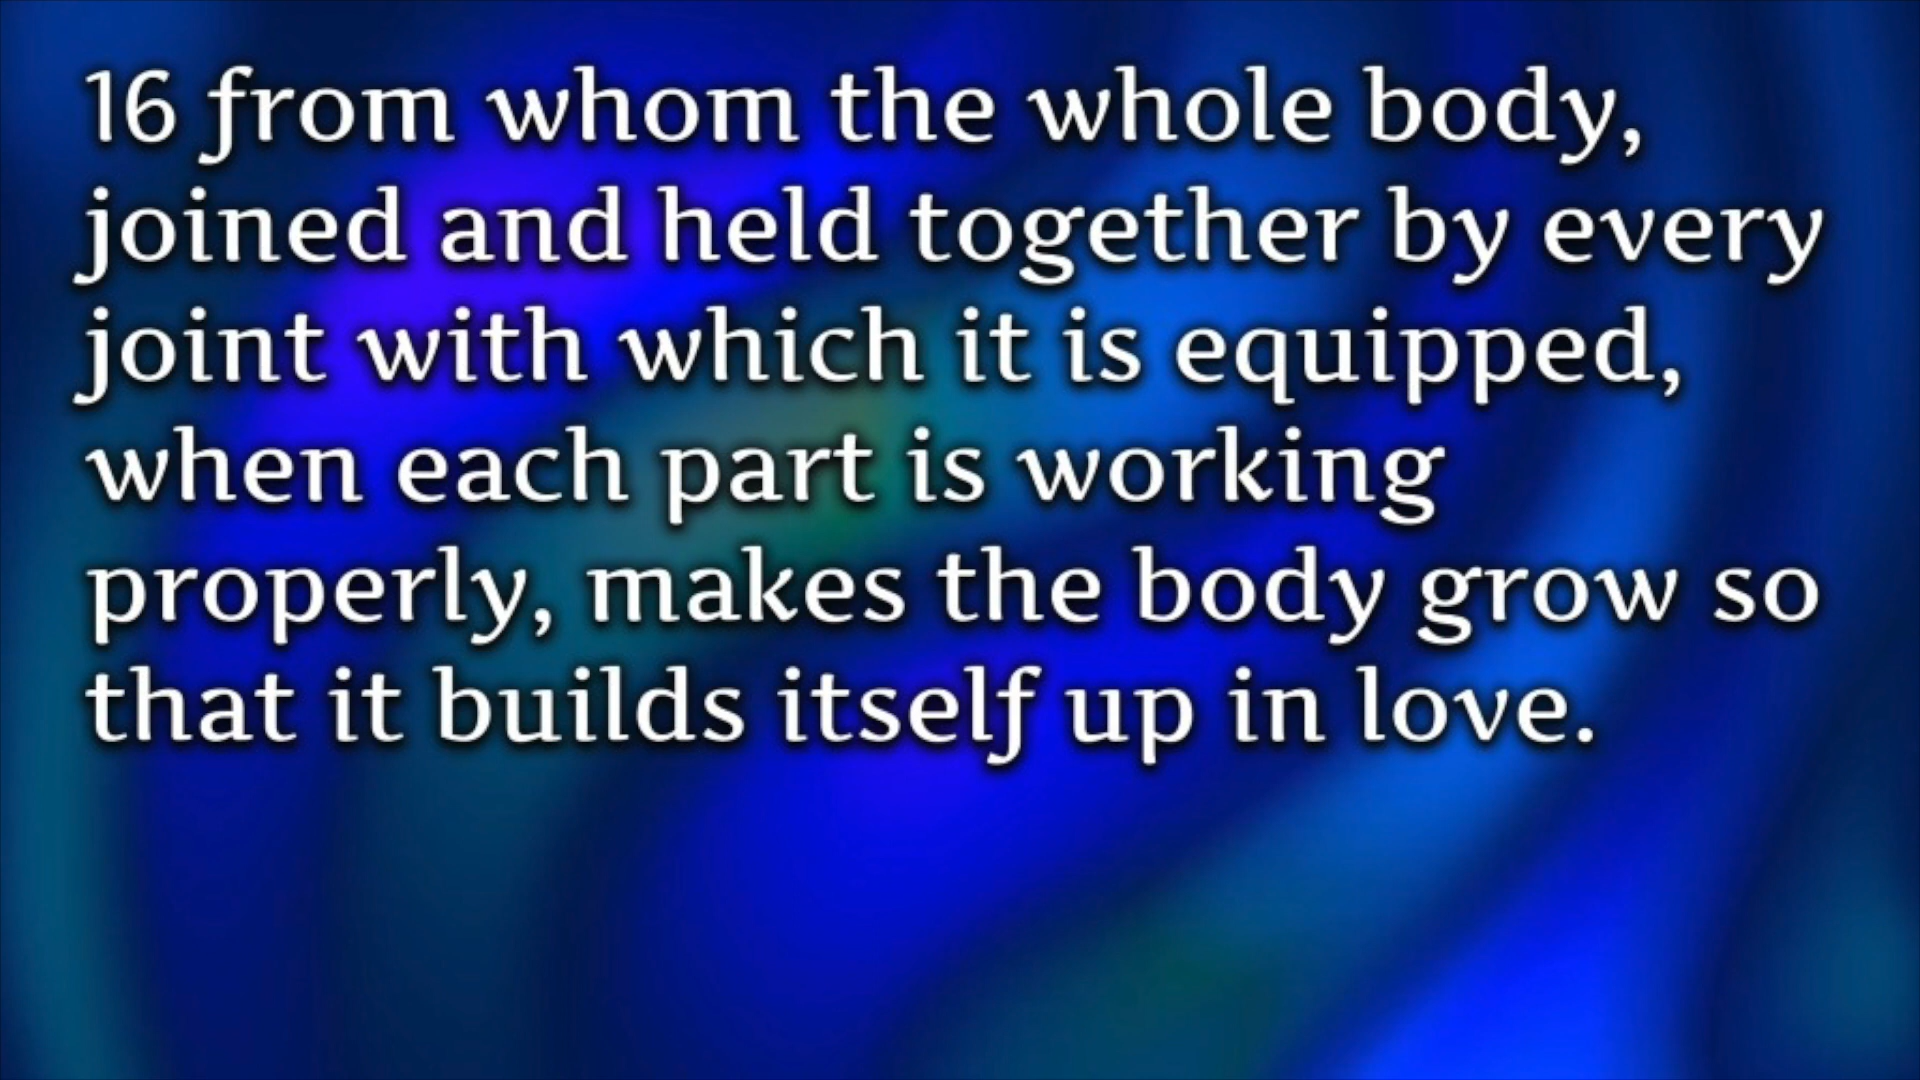 16 from whom the whole body,
joined and held together by every
joint with which it is equipped,
when each part is working
properly, makes the body grow so
that it builds itself up in love.